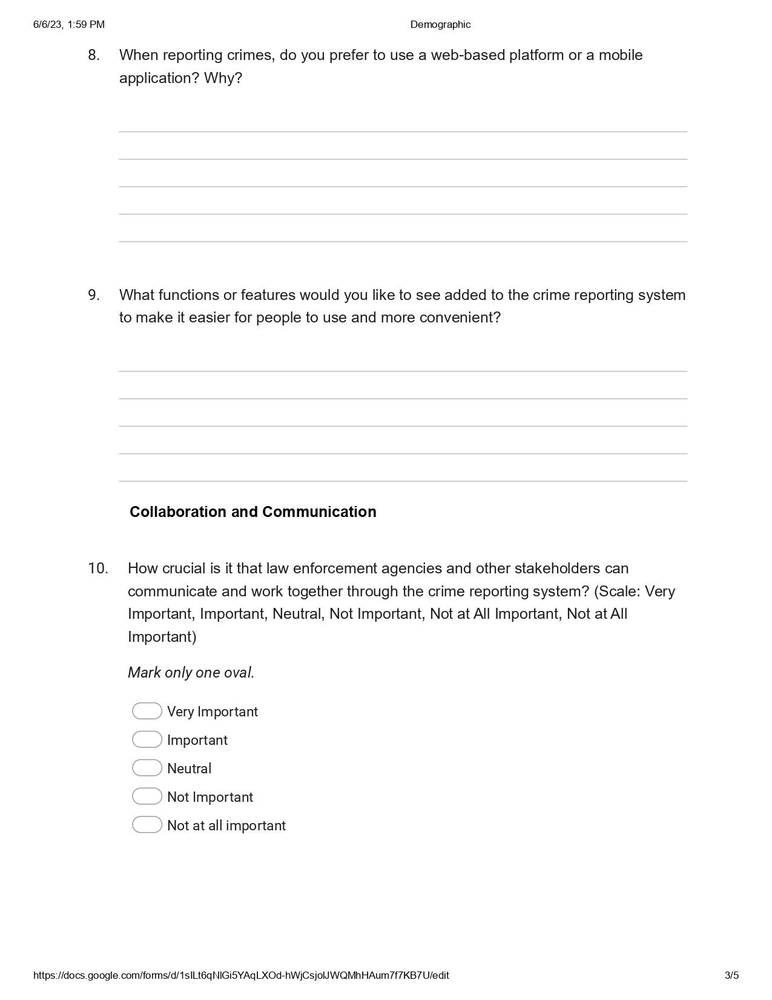 6/6/23, 1:59 PM
Demographic
8. When reporting crimes, do you prefer to use a web-based platform or a mobile
application? Why?
9. What functions or features would you like to see added to the crime reporting system
to make it easier for people to use and more convenient?
Collaboration and Communication
10. How crucial is it that law enforcement agencies and other stakeholders can
communicate and work together through the crime reporting system? (Scale: Very
Important, Important, Neutral, Not Important, Not at All Important, Not at All
Important)
Mark only one oval.
Very Important
Important
Neutral
Not Important
Not at all important
https://docs.google.com/forms/d/1sILt6qNlGi5YAqLXOd-hWjCsjolJWQMhHAum7f7KB7U/edit
3/5